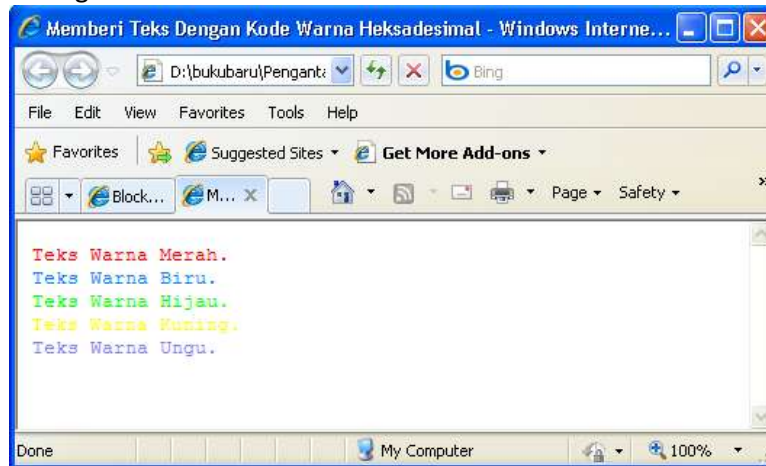 Memberi Teks Dengan Kode Warna Heksadesimal - Windows Interne...
D:\bukubaru\Penganta
Bing
File Edit View Favorites Tools Help
Favorites Suggested Sites Get More Add-ons
Block... M... X Page Safety »
Teks Warna Merah.
Teks Warna Biru.
Teks Warna Hijau.
Teks Warna Kuning.
Teks Warna Ungu.
Done My Computer 100%